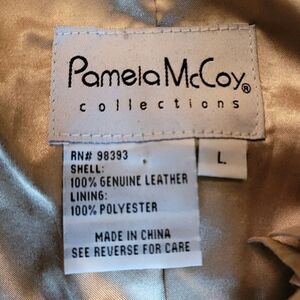 Pamela McCoy®
collections
RN# 98393
SHELL:
100% GENUINE LEATHER
LINING:
100% POLYESTER
MADE IN CHINA
SEE REVERSE FOR CARE
L